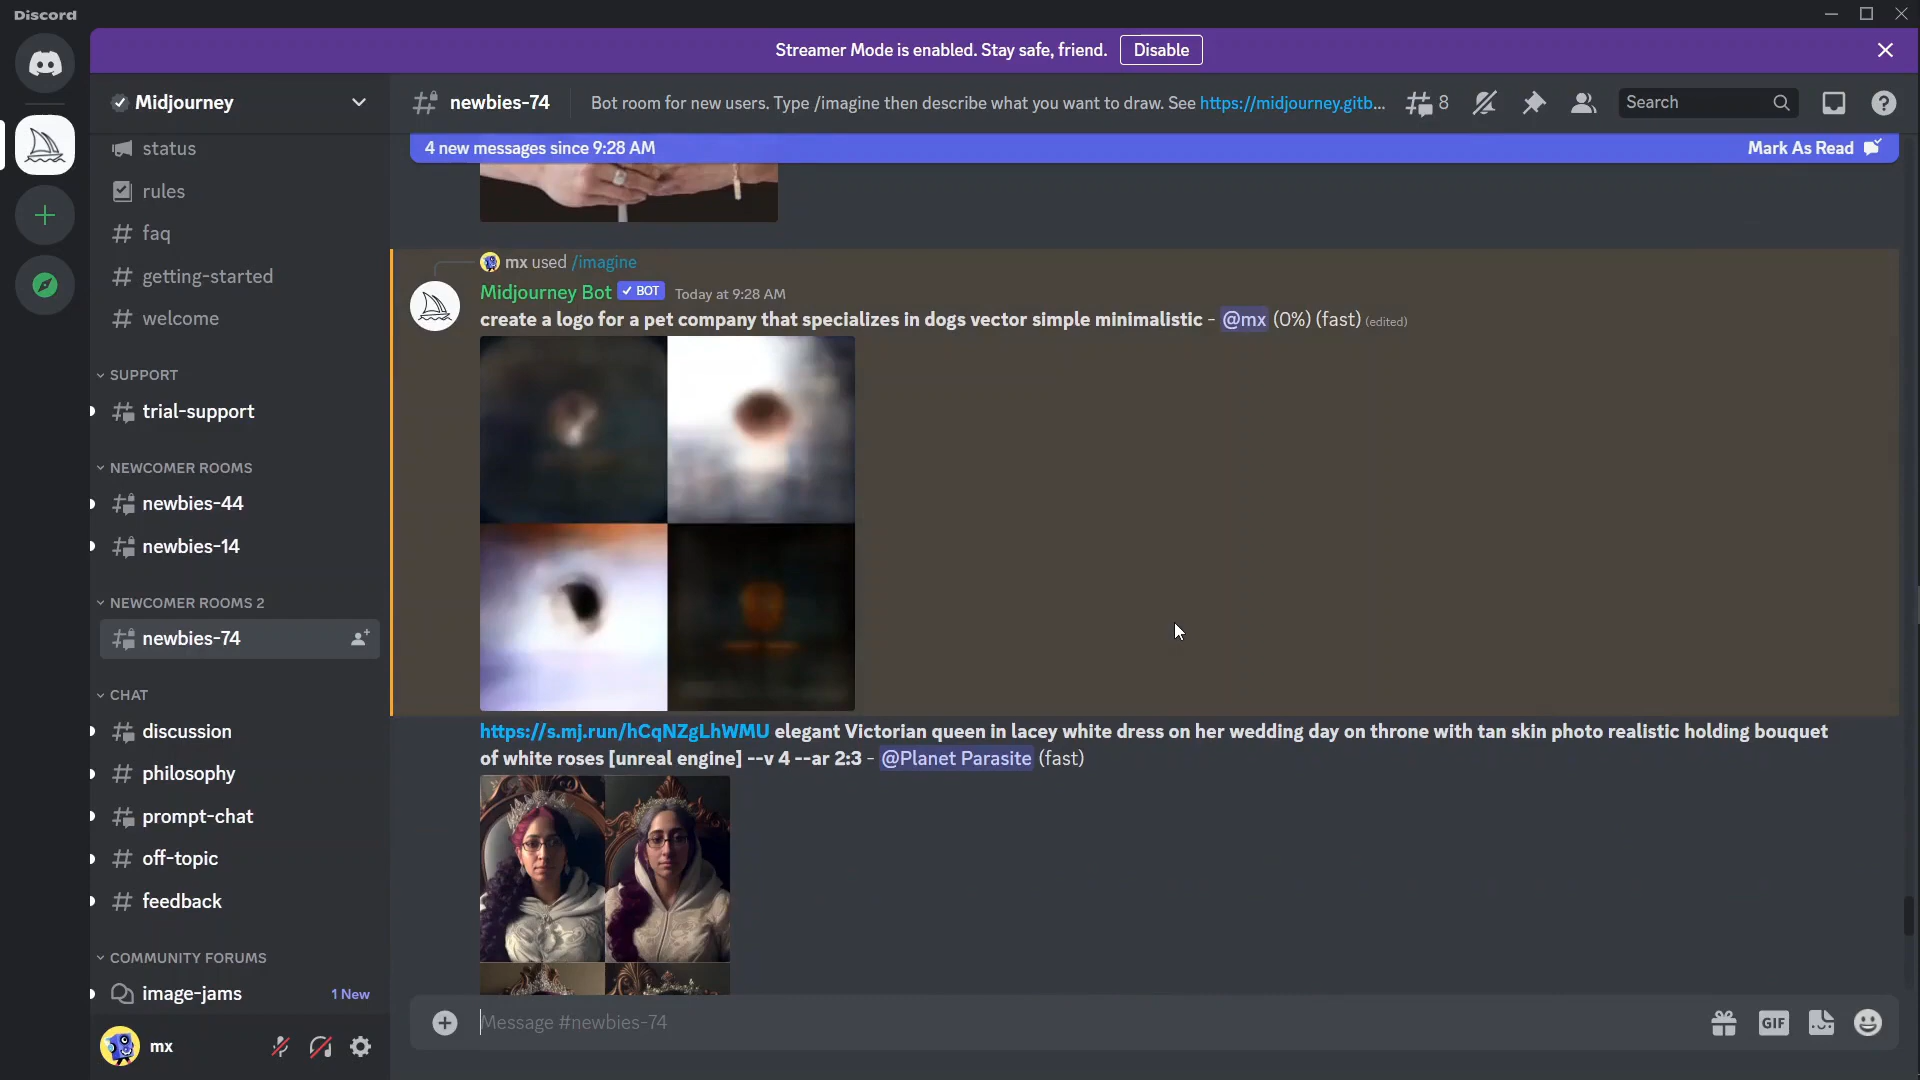 Discord
Streamer Mode is enabled. Stay safe, friend. Disable
Midjourney
newbies-74 Bot room for new users. Type /imagine then describe what you want to draw. See https://midjourney.gitb... 8 Search
4 new messages since 9:28 AM Mark As Read
status
rules
faq
getting-started
welcome
SUPPORT
trial-support
NEWCOMER ROOMS
newbies-44
newbies-14
NEWCOMER ROOMS 2
newbies-74
CHAT
discussion
philosophy
prompt-chat
off-topic
feedback
COMMUNITY FORUMS
image-jams 1 New
mx
mx used /imagine
Midjourney Bot ✓ BOT Today at 9:28 AM
create a logo for a pet company that specializes in dogs vector simple minimalistic - @mx (0%) (fast) (edited)
https://s.mj.run/hCqNZgLhWMU elegant Victorian queen in lacey white dress on her wedding day on throne with tan skin photo realistic holding bouquet
of white roses [unreal engine] --v 4 --ar 2:3 - @Planet Parasite (fast)
Message #newbies-74
GIF